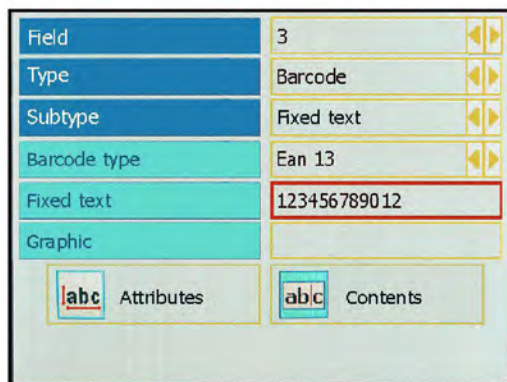 Field 3
Type Barcode
Subtype Fixed text
Barcode type Ean 13
Fixed text 123456789012
Graphic
abc Attributes abc Contents